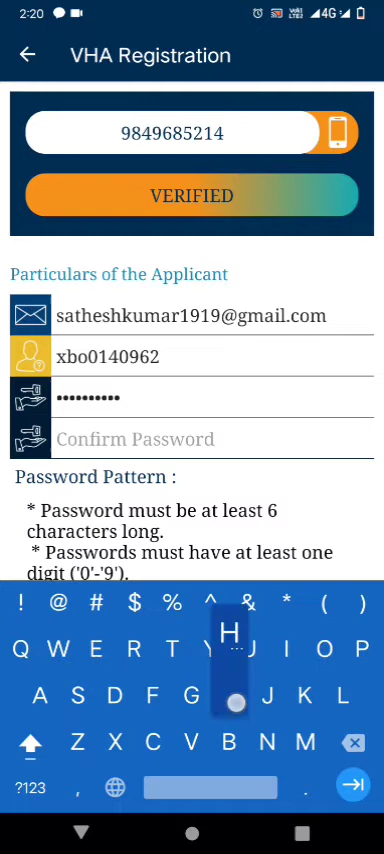 2:20 4G
VHA Registration
9849685214
VERIFIED
Particulars of the Applicant
satheshkumar1919@gmail.com
xbo0140962
••••••••••
Confirm Password
Password Pattern :
* Password must be at least 6
characters long.
* Passwords must have at least one
digit ('0'-'9').
! @ # $ % ^ & * ( )
H
Q W E R T Y U I O P
A S D F G J K L
Z X C V B N M
?123 , .